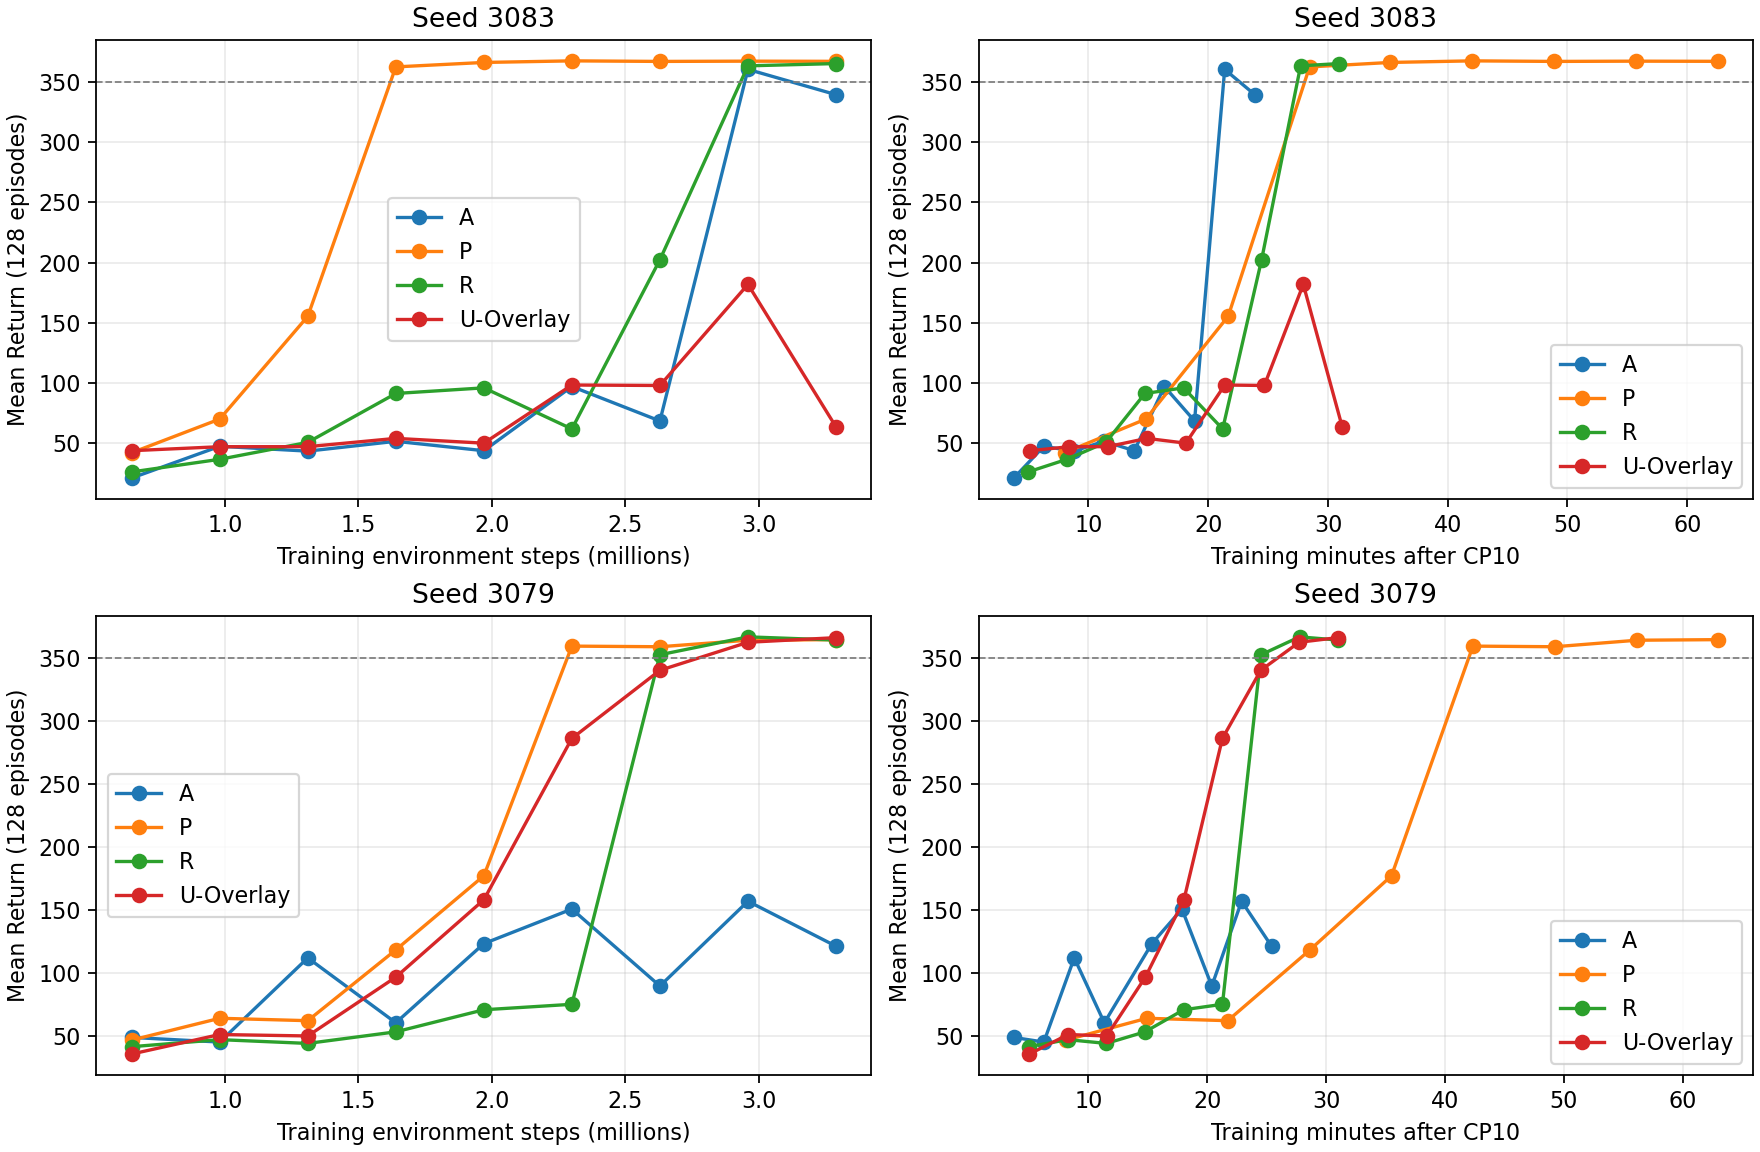 Seed 3083
Mean Return (128 episodes)
350
300
250
200
150
100
50
A
P
R
U-Overlay
1.0 1.5 2.0 2.5 3.0
Training environment steps (millions)
Seed 3083
Mean Return (128 episodes)
350
300
250
200
150
100
50
A
P
R
U-Overlay
10 20 30 40 50 60
Training minutes after CP10
Seed 3079
Mean Return (128 episodes)
350
300
250
200
150
100
50
A
P
R
U-Overlay
1.0 1.5 2.0 2.5 3.0
Training environment steps (millions)
Seed 3079
Mean Return (128 episodes)
350
300
250
200
150
100
50
A
P
R
U-Overlay
10 20 30 40 50 60
Training minutes after CP10